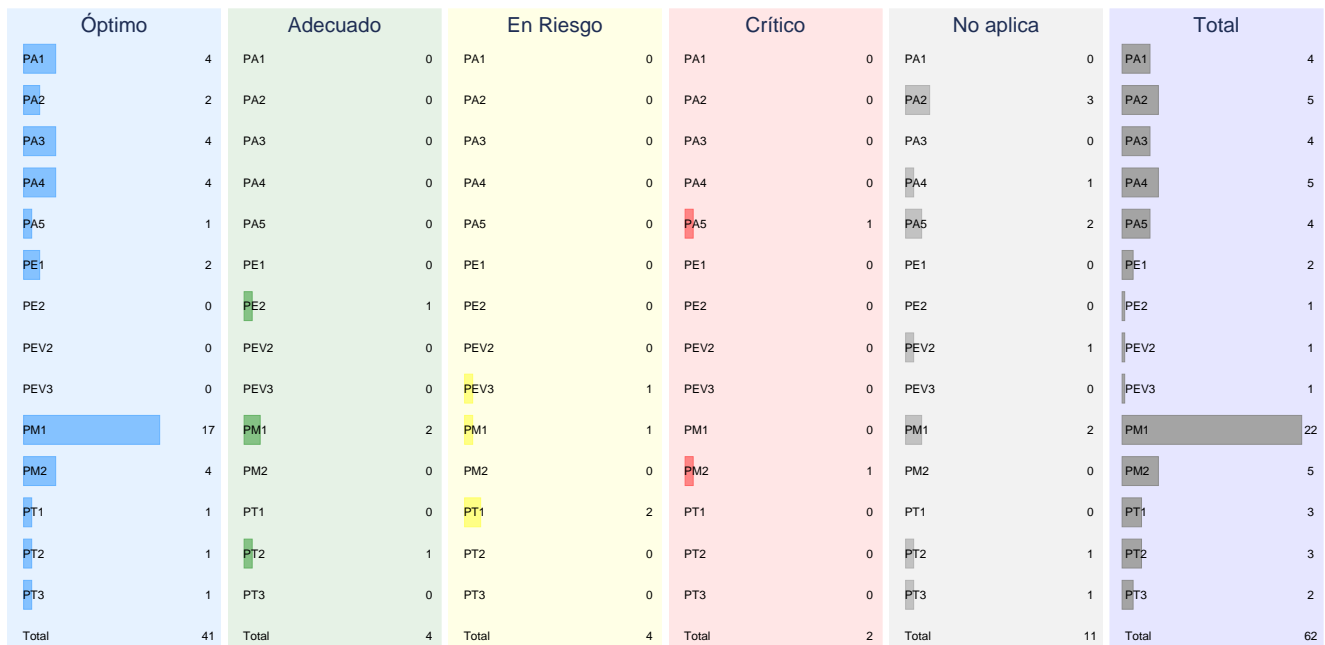 Óptimo Adecuado En Riesgo Crítico No aplica Total
PA1 4 PA1 0 PA1 0 PA1 0 PA1 0 PA1 4
PA2 2 PA2 0 PA2 0 PA2 0 PA2 3 PA2 5
PA3 4 PA3 0 PA3 0 PA3 0 PA3 0 PA3 4
PA4 4 PA4 0 PA4 0 PA4 0 PA4 1 PA4 5
PA5 1 PA5 0 PA5 0 PA5 1 PA5 2 PA5 4
PE1 2 PE1 0 PE1 0 PE1 0 PE1 0 PE1 2
PE2 0 PE2 1 PE2 0 PE2 0 PE2 0 PE2 1
PEV2 0 PEV2 0 PEV2 0 PEV2 0 PEV2 1 PEV2 1
PEV3 0 PEV3 0 PEV3 1 PEV3 0 PEV3 0 PEV3 1
PM1 17 PM1 2 PM1 1 PM1 0 PM1 2 PM1 22
PM2 4 PM2 0 PM2 0 PM2 1 PM2 0 PM2 5
PT1 1 PT1 0 PT1 2 PT1 0 PT1 0 PT1 3
PT2 1 PT2 1 PT2 0 PT2 0 PT2 1 PT2 3
PT3 1 PT3 0 PT3 0 PT3 0 PT3 1 PT3 2
Total 41 Total 4 Total 4 Total 2 Total 11 Total 62